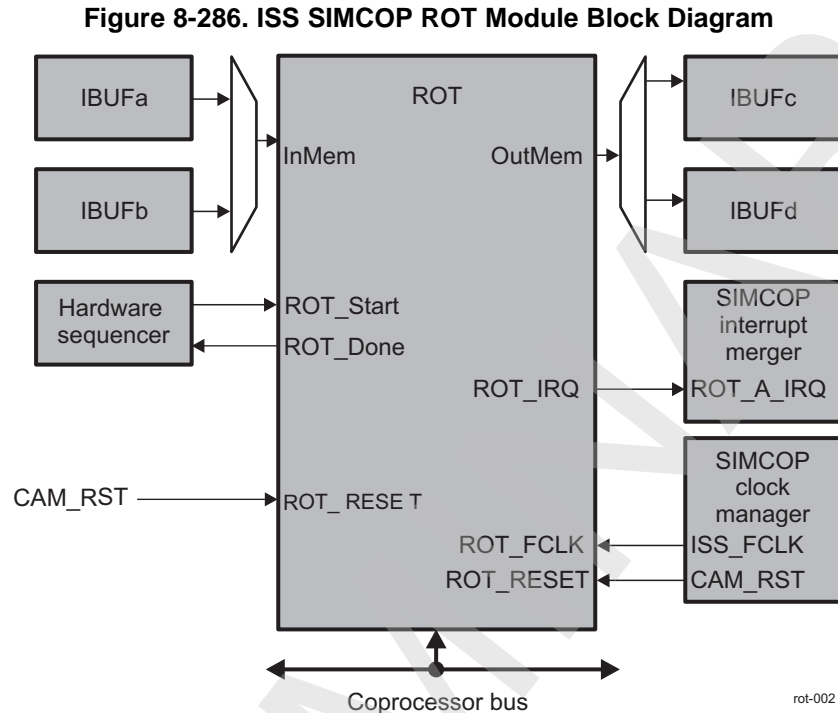 Figure 8-286. ISS SIMCOP ROT Module Block Diagram
IBUFa
ROT
IBUFc
InMem
OutMem
IBUFb
IBUFd
Hardware
sequencer
ROT_Start
ROT_Done
SIMCOP
interrupt
merger
ROT_IRQ
ROT_A_IRQ
SIMCOP
clock
manager
CAM_RST
ROT_ RESE T
ROT_FCLK
ISS_FCLK
ROT_RESET
CAM_RST
Coprocessor bus
rot-002